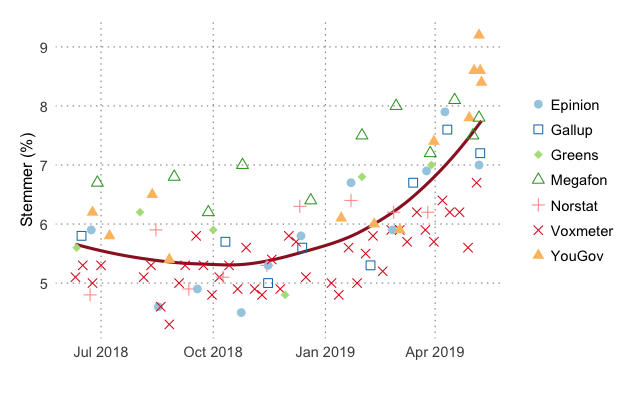 Stemmer (%)
9
8
7
6
5
Jul 2018
Oct 2018
Jan 2019
Apr 2019
Epinion
Gallup
Greens
Megafon
Norstat
Voxmeter
YouGov